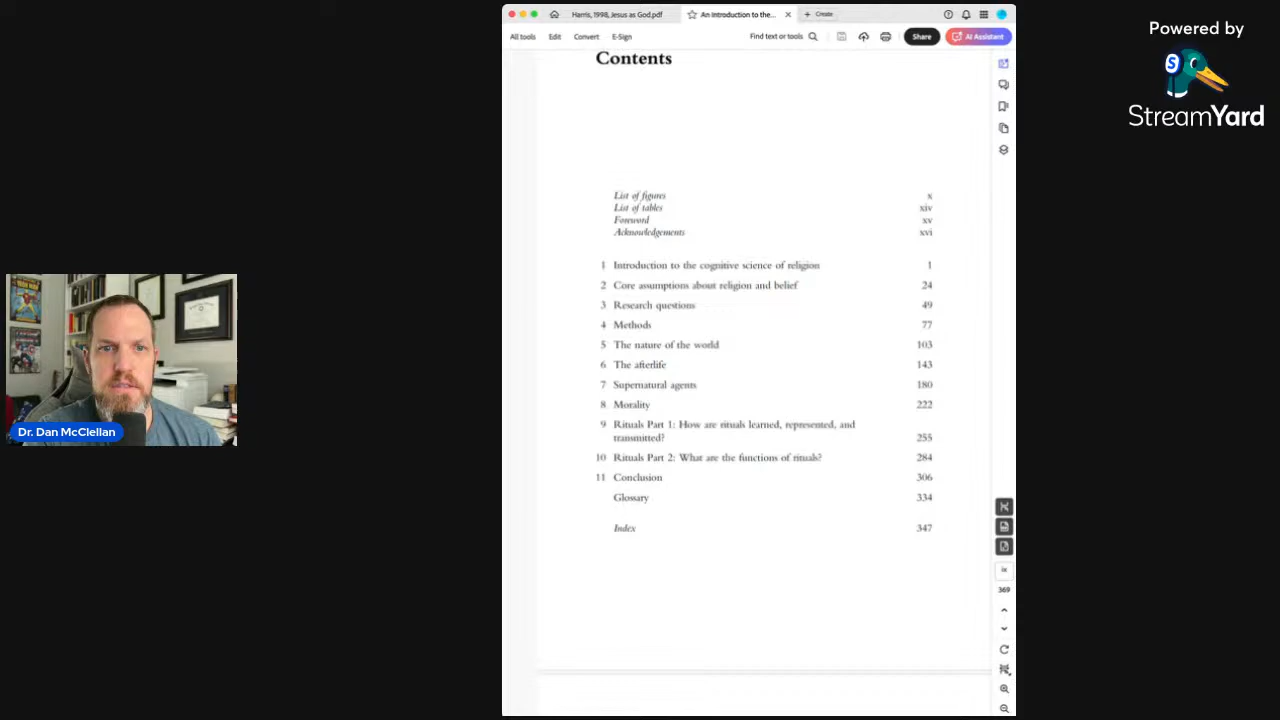 Harris, 1998, Jesus as God.pdf
An Introduction to the...
Create
All tools Edit Convert E-Sign
Find text or tools
Share
AI Assistant
Contents
List of figures x
List of tables xiv
Foreword xv
Acknowledgements xvi
1 Introduction to the cognitive science of religion 1
2 Core assumptions about religion and belief 24
3 Research questions 49
4 Methods 77
5 The nature of the world 103
6 The afterlife 143
7 Supernatural agents 180
8 Morality 222
9 Rituals Part 1: How are rituals learned, represented, and
transmitted? 255
10 Rituals Part 2: What are the functions of rituals? 284
11 Conclusion 306
Glossary 334
Index 347
ix
369
Dr. Dan McClellan
Powered by
S
StreamYard